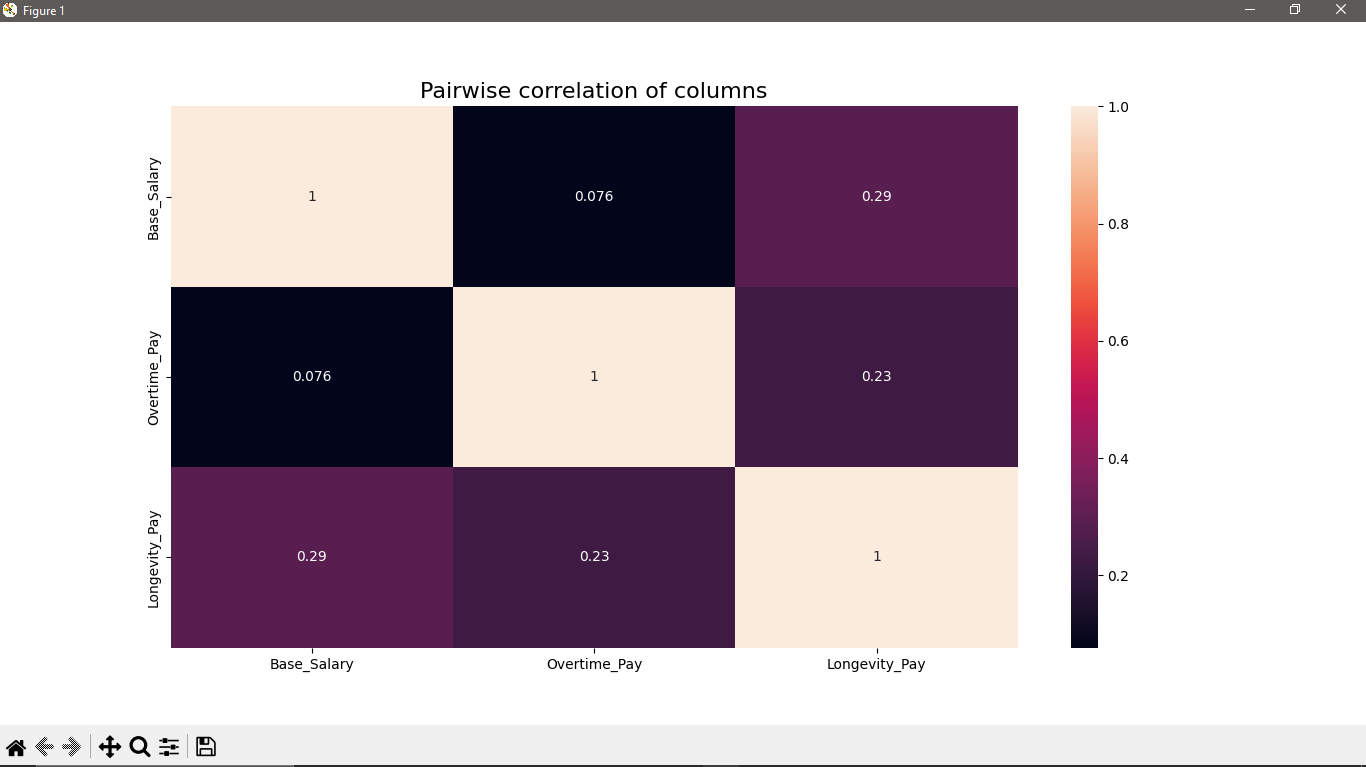 Figure 1
Pairwise correlation of columns
Base_Salary
1
0.076
0.29
Overtime_Pay
0.076
1
0.23
Longevity_Pay
0.29
0.23
1
Base_Salary
Overtime_Pay
Longevity_Pay
1.0
0.8
0.6
0.4
0.2